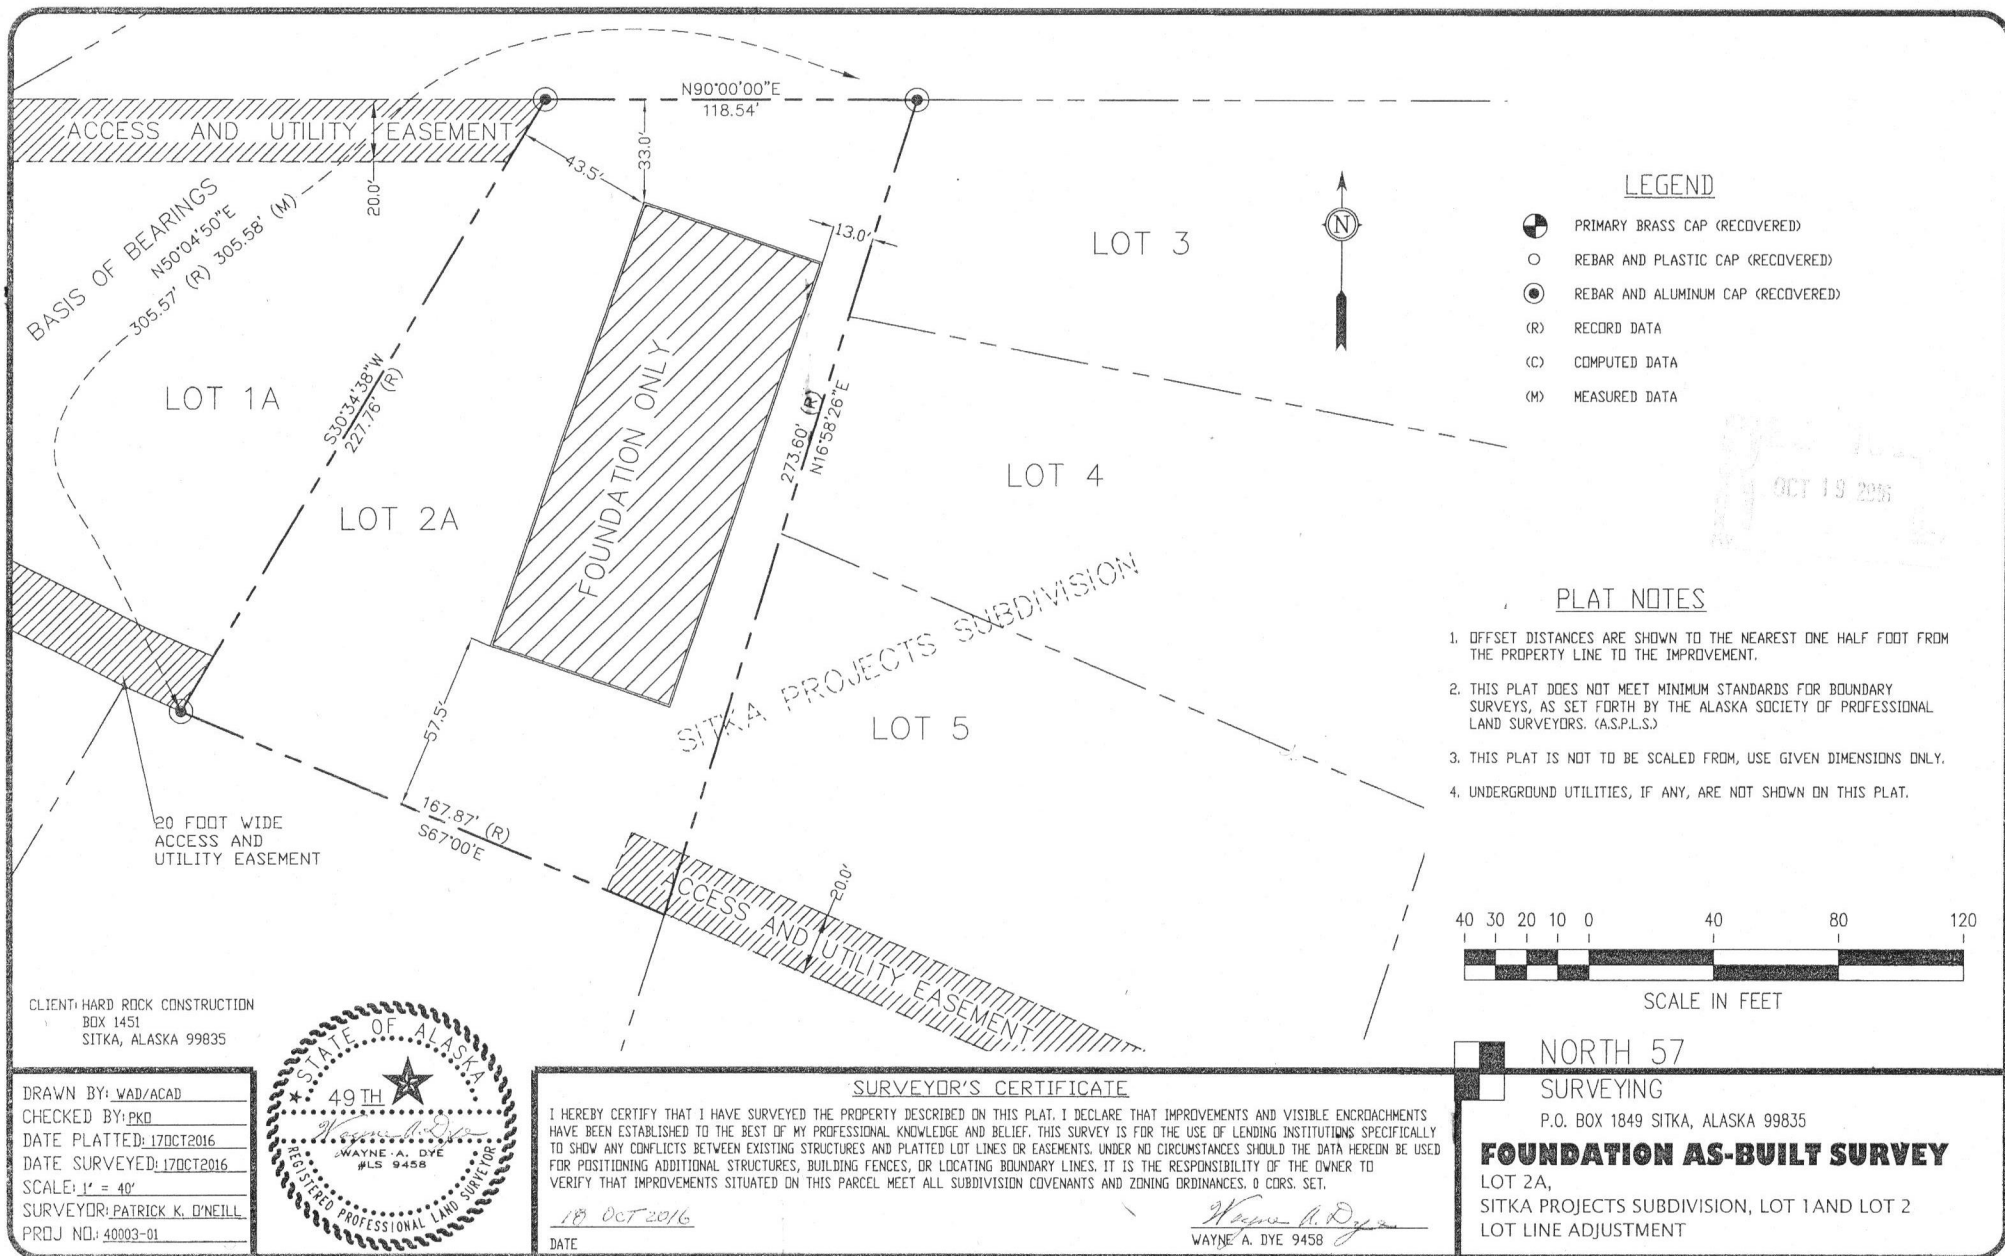 N90°00'00"E
118.54'
ACCESS AND UTILITY EASEMENT
20.0'
43.5'
33.0'
13.0'
BASIS OF BEARINGS
N50°04'50"E
305.57' (R) 305.58' (M)
LOT 1A
S30°34'38"W
227.76' (R)
LOT 2A
FOUNDATION ONLY
273.60' (R)
N16°58'26"E
LOT 3
LOT 4
LOT 5
SITKA PROJECTS SUBDIVISION
57.5'
167.87' (R)
S67°00'E
20 FOOT WIDE
ACCESS AND
UTILITY EASEMENT
ACCESS AND UTILITY EASEMENT
20.0'
N
LEGEND
PRIMARY BRASS CAP (RECOVERED)
REBAR AND PLASTIC CAP (RECOVERED)
REBAR AND ALUMINUM CAP (RECOVERED)
(R) RECORD DATA
(C) COMPUTED DATA
(M) MEASURED DATA
OCT 19
PLAT NOTES
1. OFFSET DISTANCES ARE SHOWN TO THE NEAREST ONE HALF FOOT FROM
THE PROPERTY LINE TO THE IMPROVEMENT.
2. THIS PLAT DOES NOT MEET MINIMUM STANDARDS FOR BOUNDARY
SURVEYS, AS SET FORTH BY THE ALASKA SOCIETY OF PROFESSIONAL
LAND SURVEYORS. (A.S.P.L.S.)
3. THIS PLAT IS NOT TO BE SCALED FROM, USE GIVEN DIMENSIONS ONLY.
4. UNDERGROUND UTILITIES, IF ANY, ARE NOT SHOWN ON THIS PLAT.
40 30 20 10 0 40 80 120
SCALE IN FEET
CLIENT: HARD ROCK CONSTRUCTION
BOX 1451
SITKA, ALASKA 99835
DRAWN BY: WAD/ACAD
CHECKED BY: PKO
DATE PLATTED: 17OCT2016
DATE SURVEYED: 17OCT2016
SCALE: 1" = 40'
SURVEYOR: PATRICK K. O'NEILL
PROJ NO.: 40003-01
STATE OF ALASKA
49 TH
Wayne A. Dye
WAYNE A. DYE
#LS 9458
REGISTERED PROFESSIONAL LAND SURVEYOR
SURVEYOR'S CERTIFICATE
I HEREBY CERTIFY THAT I HAVE SURVEYED THE PROPERTY DESCRIBED ON THIS PLAT. I DECLARE THAT IMPROVEMENTS AND VISIBLE ENCROACHMENTS
HAVE BEEN ESTABLISHED TO THE BEST OF MY PROFESSIONAL KNOWLEDGE AND BELIEF. THIS SURVEY IS FOR THE USE OF LENDING INSTITUTIONS SPECIFICALLY
TO SHOW ANY CONFLICTS BETWEEN EXISTING STRUCTURES AND PLATTED LOT LINES OR EASEMENTS. UNDER NO CIRCUMSTANCES SHOULD THE DATA HEREON BE USED
FOR POSITIONING ADDITIONAL STRUCTURES, BUILDING FENCES, OR LOCATING BOUNDARY LINES. IT IS THE RESPONSIBILITY OF THE OWNER TO
VERIFY THAT IMPROVEMENTS SITUATED ON THIS PARCEL MEET ALL SUBDIVISION COVENANTS AND ZONING ORDINANCES. 0 CORS. SET.
18 OCT 2016
DATE
Wayne A. Dye
WAYNE A. DYE 9458
NORTH 57
SURVEYING
P.O. BOX 1849 SITKA, ALASKA 99835
FOUNDATION AS-BUILT SURVEY
LOT 2A,
SITKA PROJECTS SUBDIVISION, LOT 1AND LOT 2
LOT LINE ADJUSTMENT